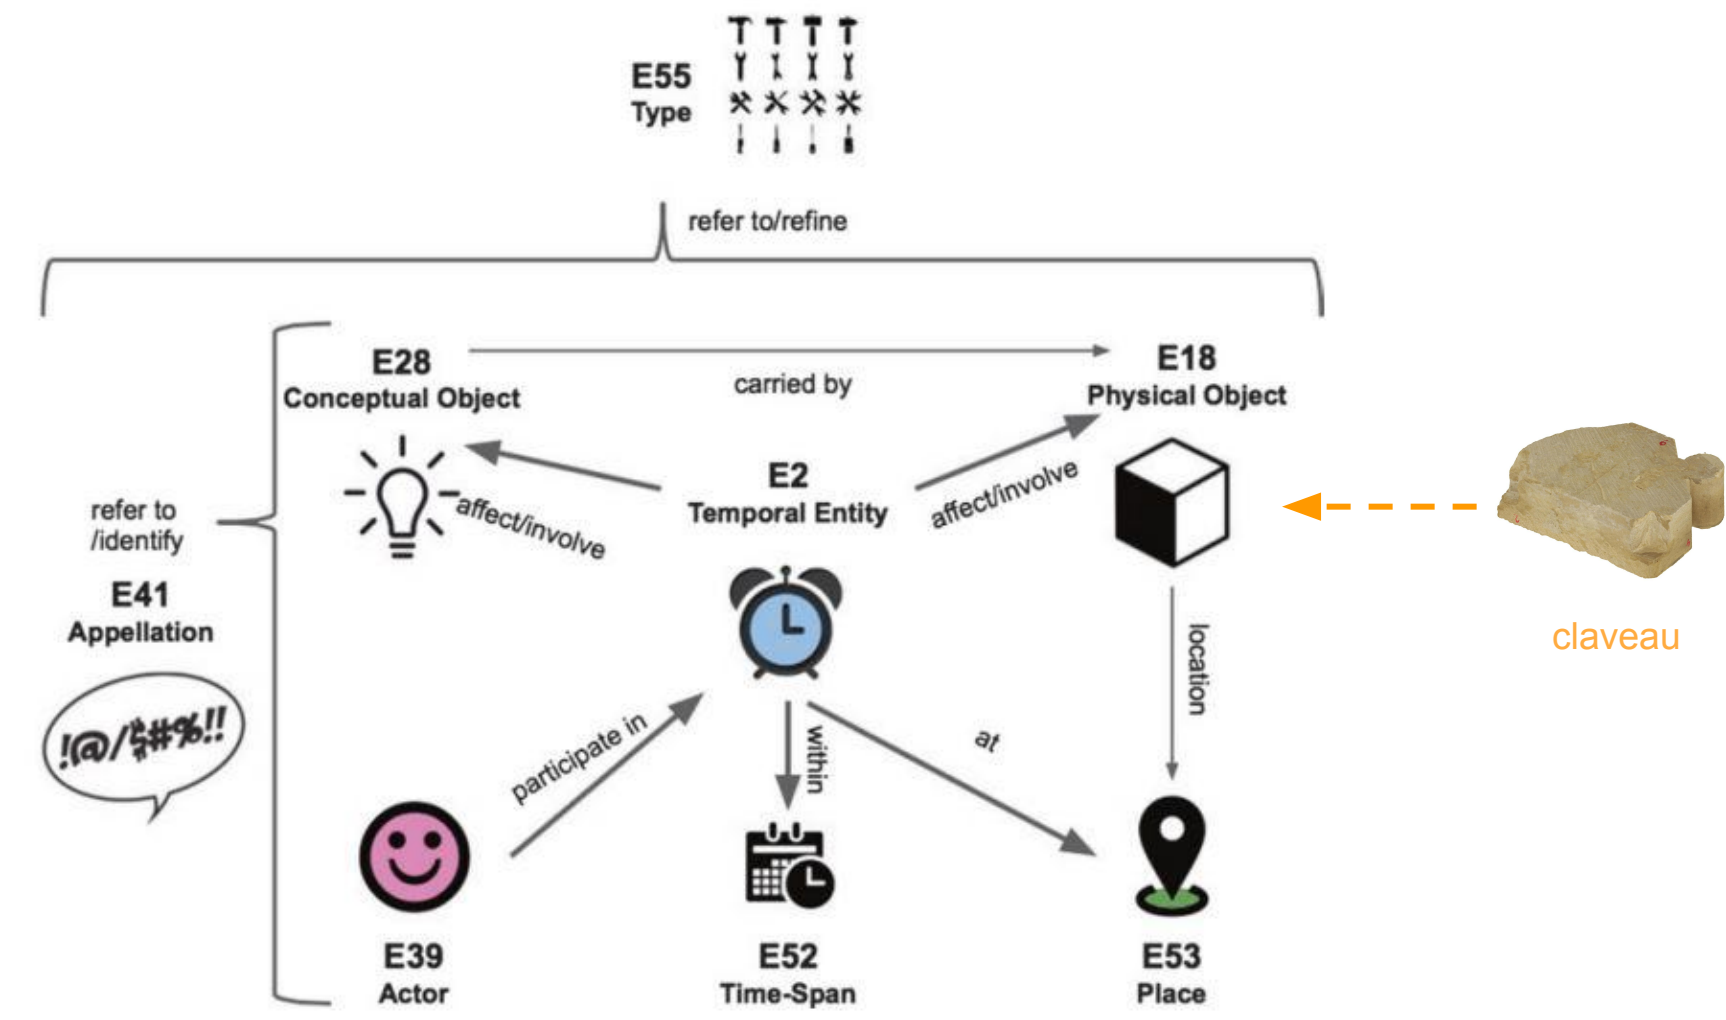 E55
Type
refer to/refine
E28
Conceptual Object
carried by
E18
Physical Object
E2
Temporal Entity
affect/involve
affect/involve
refer to
/identify
E41
Appellation
!@/$#%!!
location
participate in
within
at
claveau
E39
Actor
E52
Time-Span
E53
Place